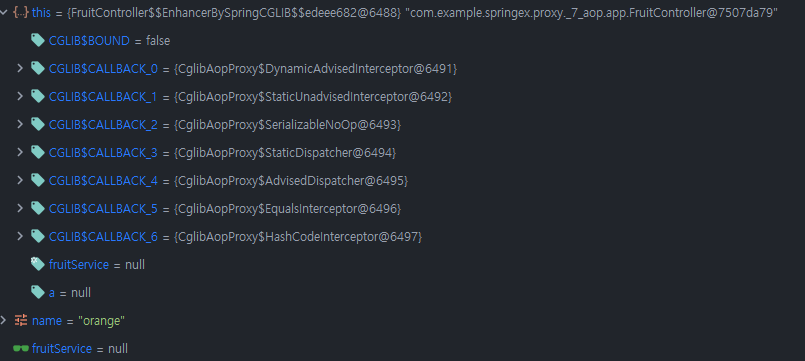 this = {FruitController$$EnhancerBySpringCGLIB$$edeee682@6488} "com.example.springex.proxy._7_aop.app.FruitController@7507da79"
CGLIB$BOUND = false
CGLIB$CALLBACK_0 = {CglibAopProxy$DynamicAdvisedInterceptor@6491}
CGLIB$CALLBACK_1 = {CglibAopProxy$StaticUnadvisedInterceptor@6492}
CGLIB$CALLBACK_2 = {CglibAopProxy$SerializableNoOp@6493}
CGLIB$CALLBACK_3 = {CglibAopProxy$StaticDispatcher@6494}
CGLIB$CALLBACK_4 = {CglibAopProxy$AdvisedDispatcher@6495}
CGLIB$CALLBACK_5 = {CglibAopProxy$EqualsInterceptor@6496}
CGLIB$CALLBACK_6 = {CglibAopProxy$HashCodeInterceptor@6497}
fruitService = null
a = null
name = "orange"
fruitService = null